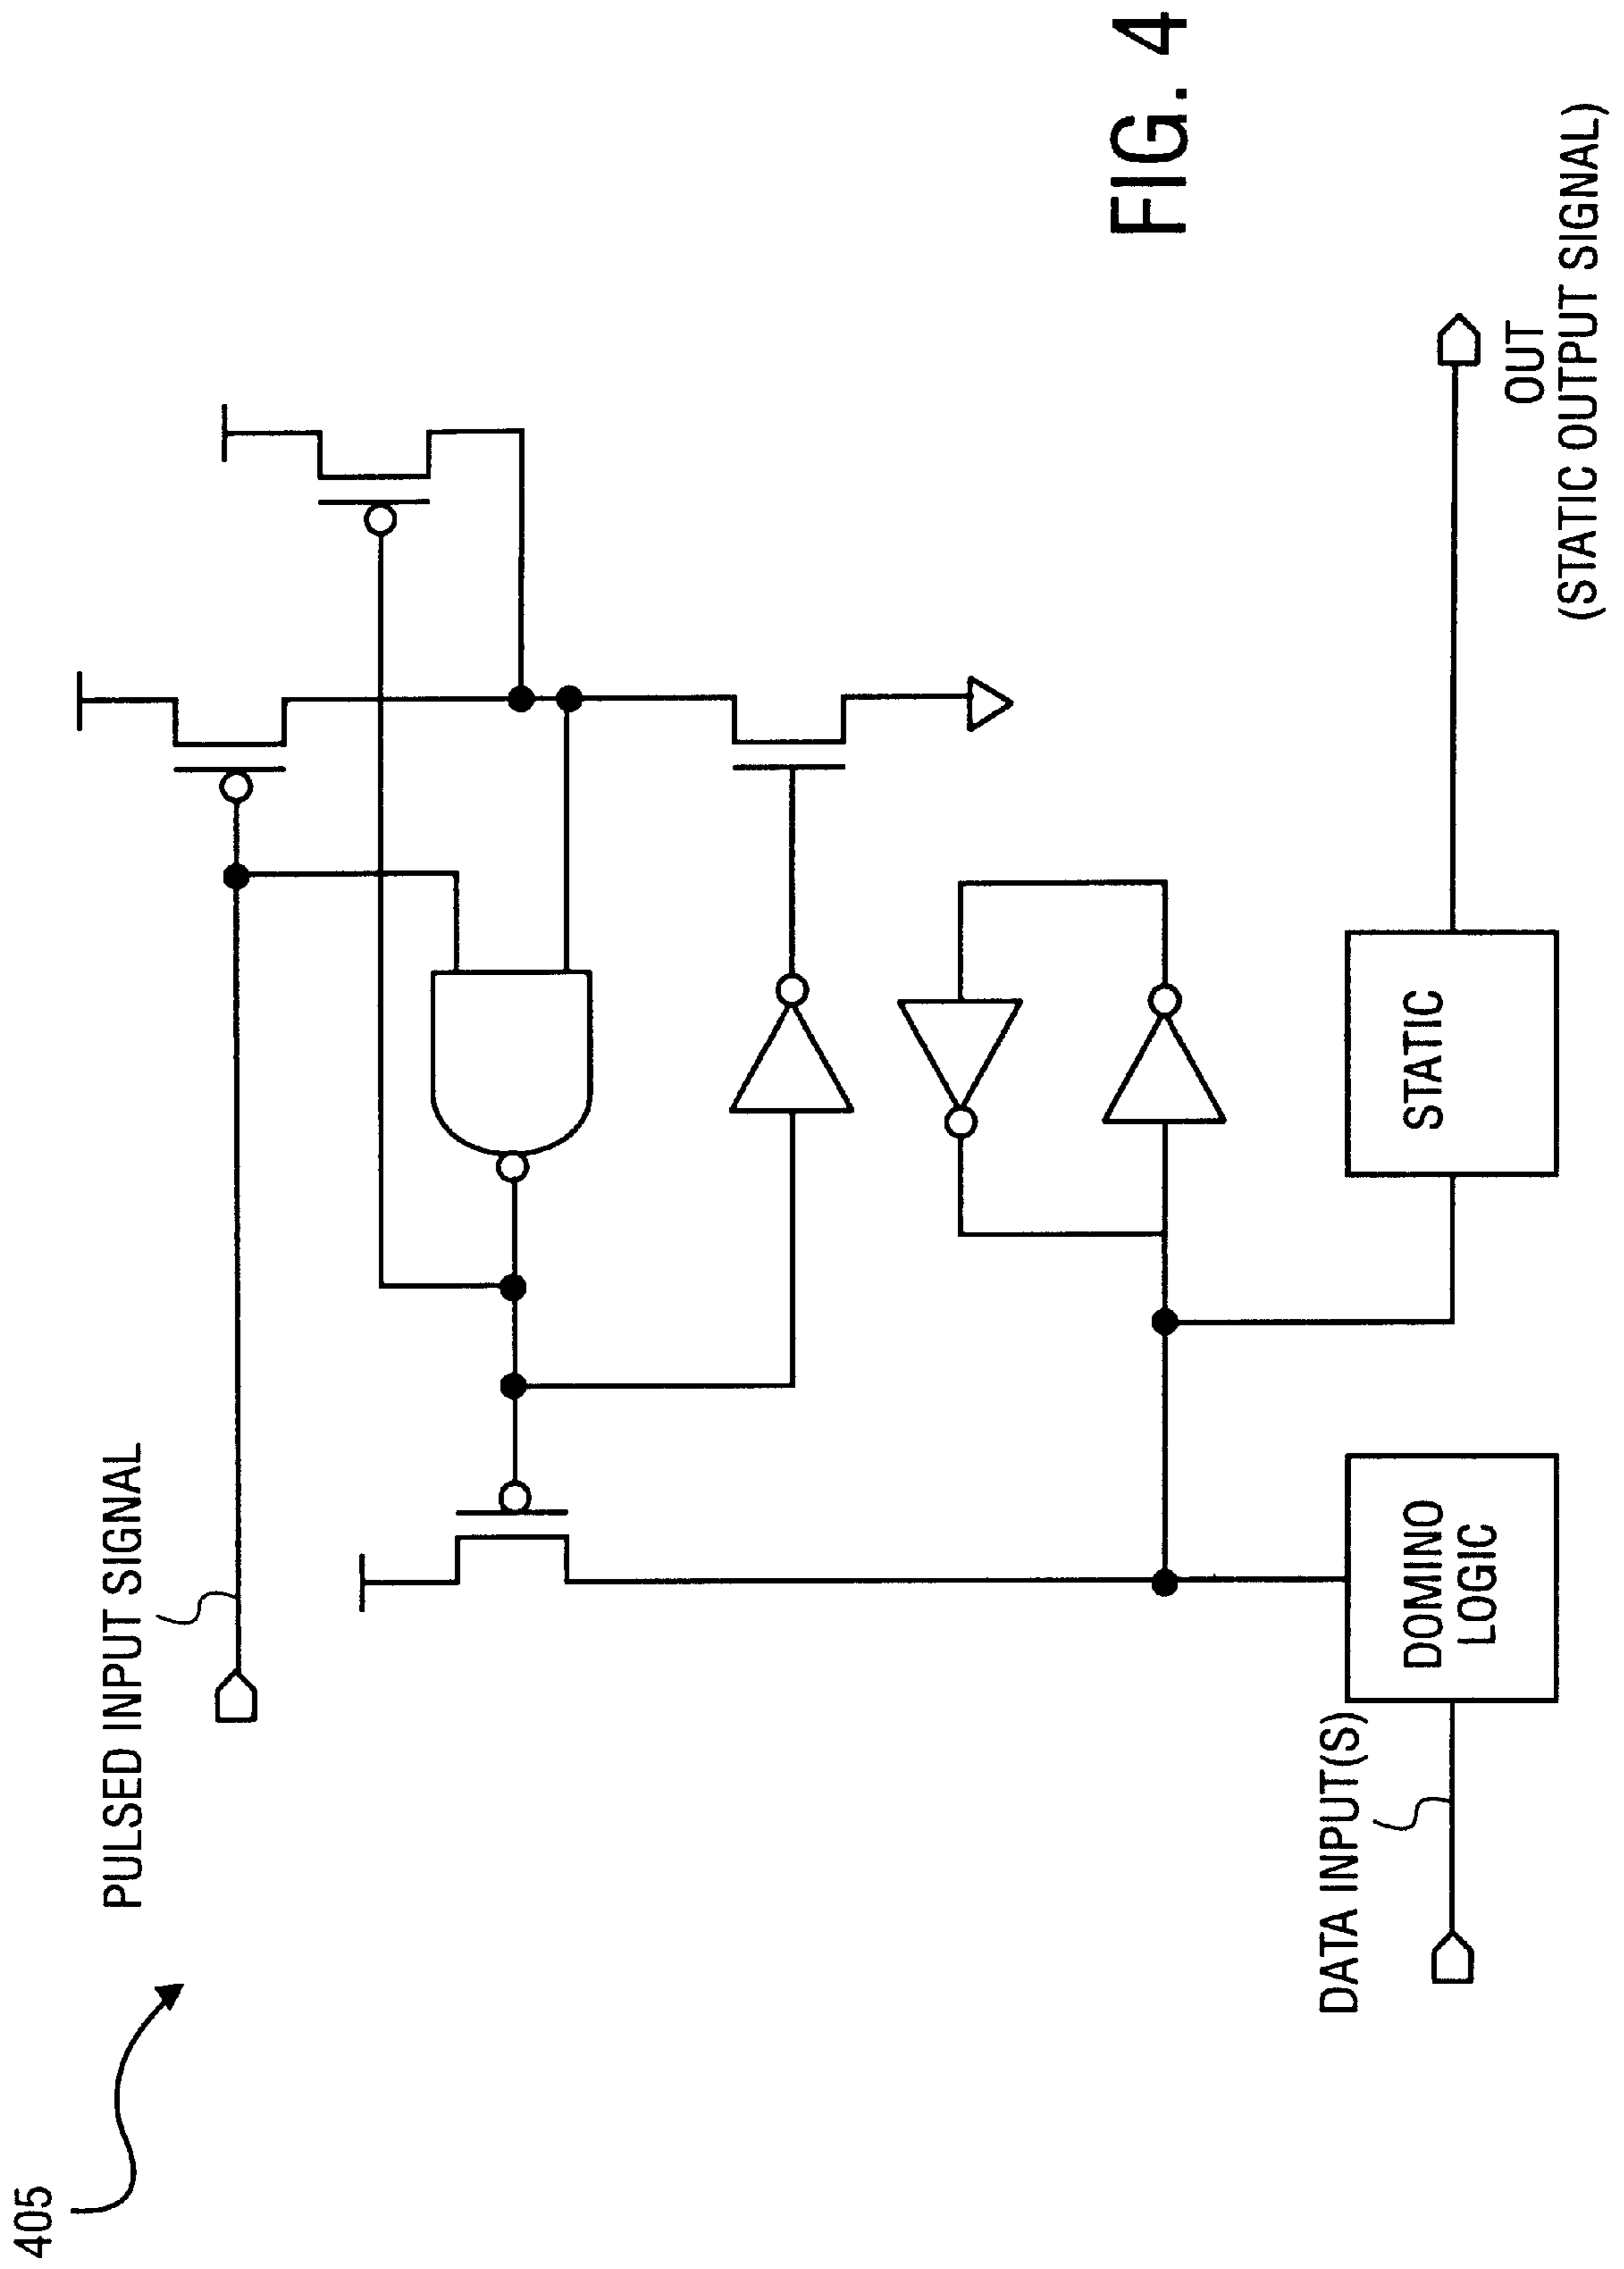 405
PULSED INPUT SIGNAL
DATA INPUT(S)
DOMINO
LOGIC
STATIC
OUT
(STATIC OUTPUT SIGNAL)
FIG. 4